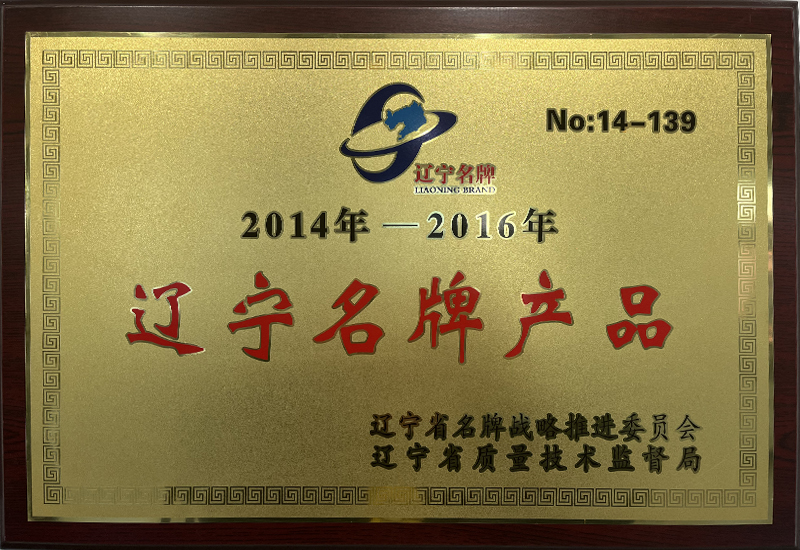 No:14-139
辽宁名牌
LIAONING BRAND
2014年 — 2016年
辽宁名牌产品
辽宁省名牌战略推进委员会
辽宁省质量技术监督局